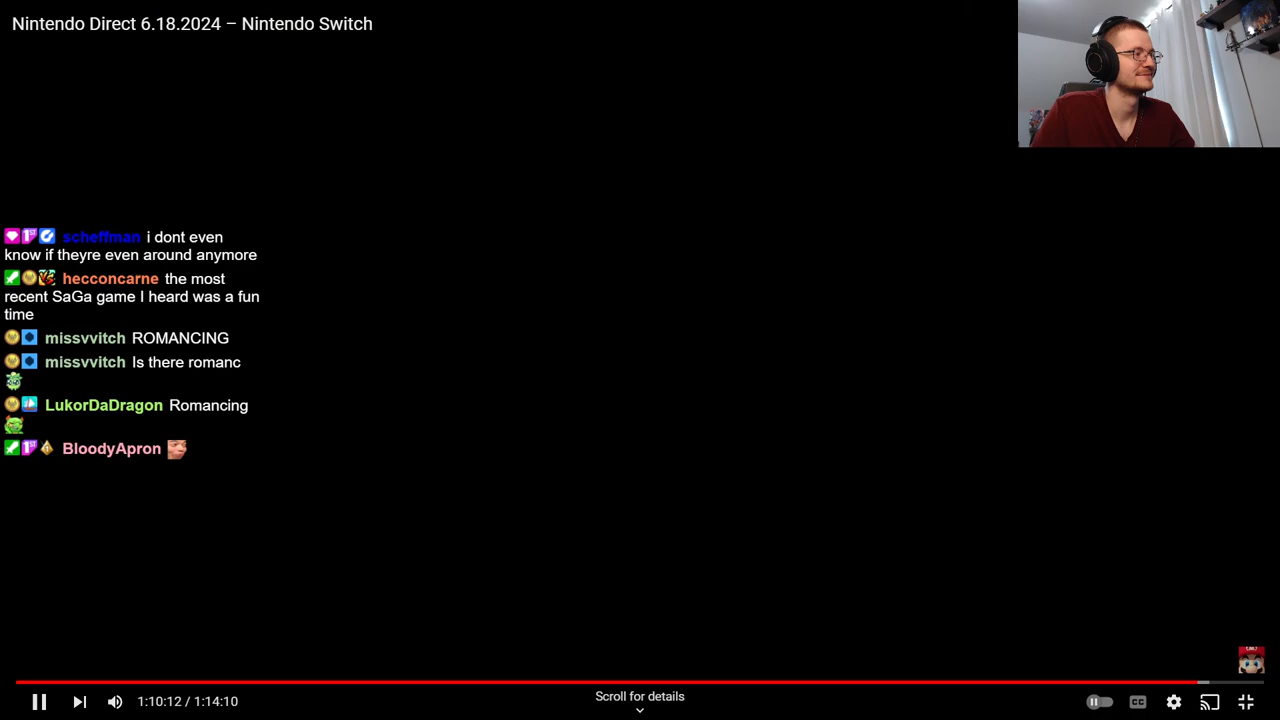 Nintendo Direct 6.18.2024 – Nintendo Switch
scheffman i dont even
know if theyre even around anymore
hecconcarne the most
recent SaGa game I heard was a fun
time
missvvitch ROMANCING
missvvitch Is there romanc
LukorDaDragon Romancing
BloodyApron
1:10:12 / 1:14:10
Scroll for details
CC